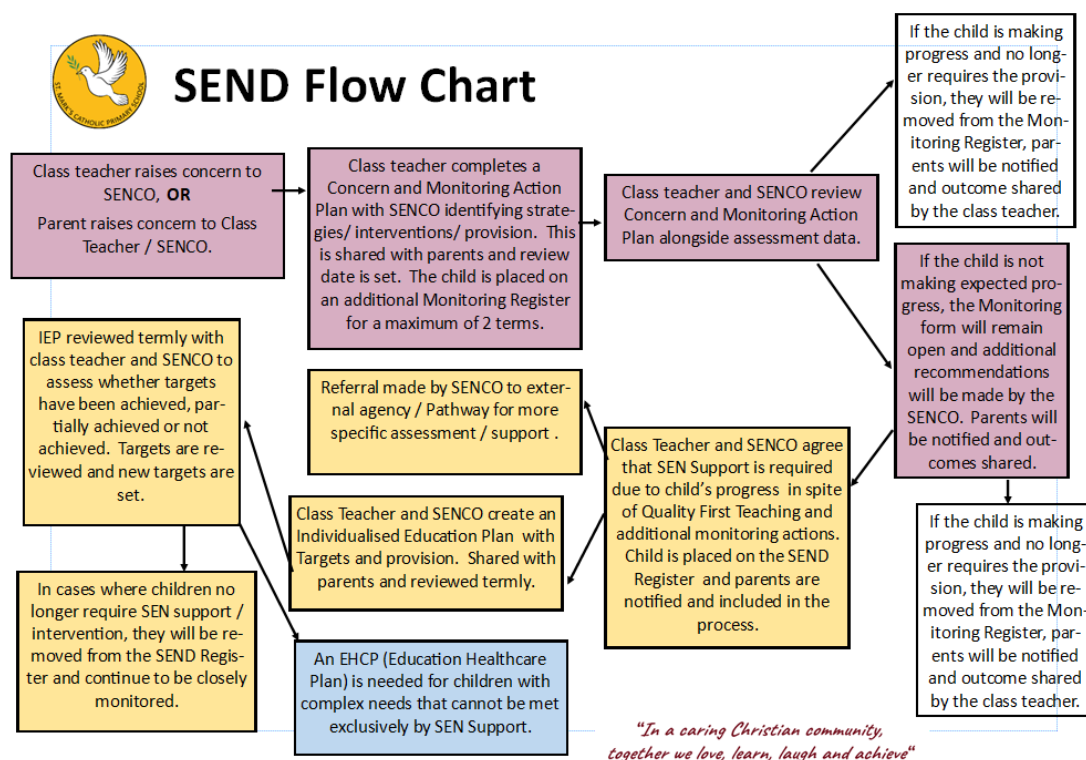 ST. MARK'S CATHOLIC PRIMARY SCHOOL
SEND Flow Chart
Class teacher raises concern to
SENCO, OR
Parent raises concern to Class
Teacher / SENCO.
Class teacher completes a
Concern and Monitoring Action
Plan with SENCO identifying strate-
gies/ interventions/ provision. This
is shared with parents and review
date is set. The child is placed on
an additional Monitoring Register
for a maximum of 2 terms.
Class teacher and SENCO review
Concern and Monitoring Action
Plan alongside assessment data.
If the child is making
progress and no long-
er requires the provi-
sion, they will be re-
moved from the Mon-
itoring Register, par-
ents will be notified
and outcome shared
by the class teacher.
If the child is not
making expected pro-
gress, the Monitoring
form will remain
open and additional
recommendations
will be made by the
SENCO. Parents will
be notified and out-
comes shared.
If the child is making
progress and no long-
er requires the provi-
sion, they will be re-
moved from the Mon-
itoring Register, par-
ents will be notified
and outcome shared
by the class teacher.
Class Teacher and SENCO agree
that SEN Support is required
due to child's progress in spite
of Quality First Teaching and
additional monitoring actions.
Child is placed on the SEND
Register and parents are
notified and included in the
process.
Referral made by SENCO to exter-
nal agency / Pathway for more
specific assessment / support .
Class Teacher and SENCO create an
Individualised Education Plan with
Targets and provision. Shared with
parents and reviewed termly.
IEP reviewed termly with
class teacher and SENCO to
assess whether targets
have been achieved, par-
tially achieved or not
achieved. Targets are re-
viewed and new targets are
set.
In cases where children no
longer require SEN support /
intervention, they will be re-
moved from the SEND Regis-
ter and continue to be closely
monitored.
An EHCP (Education Healthcare
Plan) is needed for children with
complex needs that cannot be met
exclusively by SEN Support.
"In a caring Christian community,
together we love, learn, laugh and achieve"